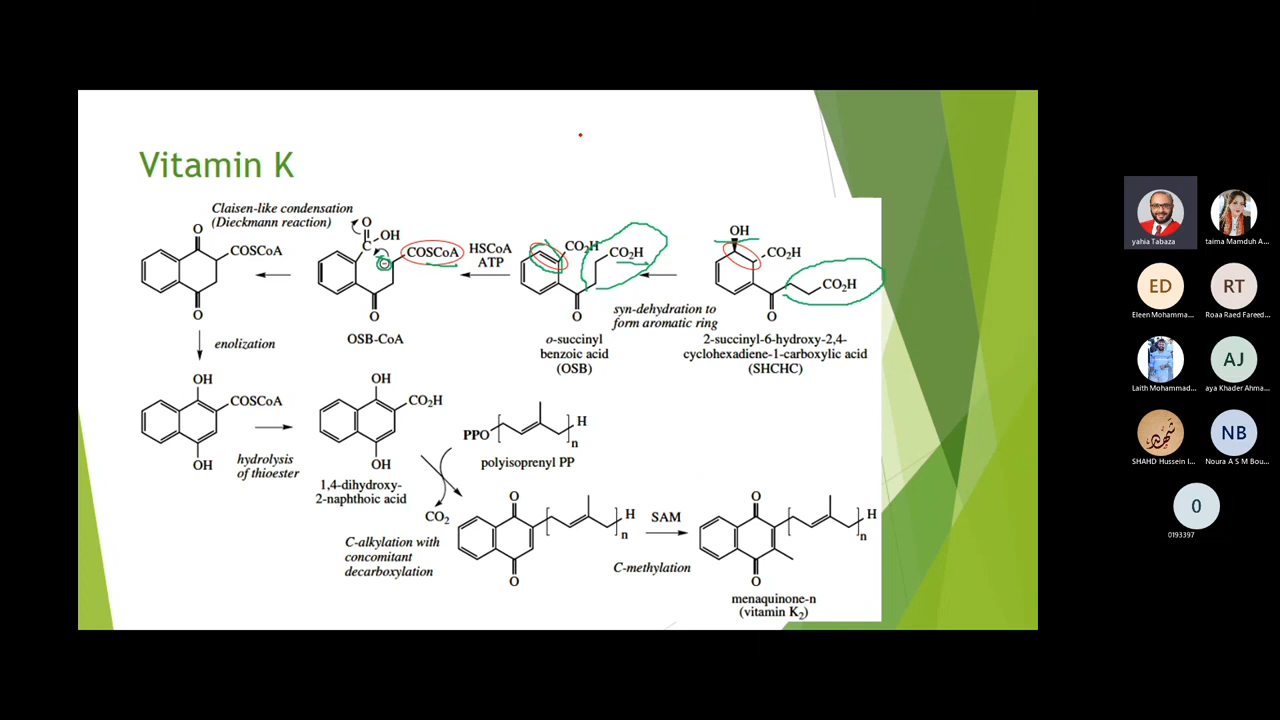 Vitamin K
Claisen-like condensation
(Dieckmann reaction)
O
COSCoA
O
O
C
OH
COSCoA
O
OSB-CoA
HSCoA
ATP
CO₂H
CO₂H
O
o-succinyl
benzoic acid
(OSB)
syn-dehydration to
form aromatic ring
OH
CO₂H
CO₂H
O
2-succinyl-6-hydroxy-2,4-
cyclohexadiene-1-carboxylic acid
(SHCHC)
enolization
OH
COSCoA
OH
hydrolysis
of thioester
OH
CO₂H
OH
1,4-dihydroxy-
2-naphthoic acid
PPO
H
n
polyisoprenyl PP
CO₂
C-alkylation with
concomitant
decarboxylation
O
H
n
O
SAM
C-methylation
O
H
n
O
menaquinone-n
(vitamin K₂)
yahia Tabaza
taima Mamduh A...
ED
Eleen Mohamma...
RT
Roaa Raed Fareed...
Laith Mohammad...
AJ
aya Khader Ahma...
SHAHD Hussein I...
NB
Noura A S M Bou...
0
0193397